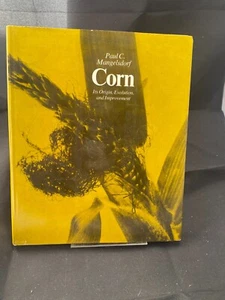 Paul C.
Mangelsdorf
Corn
Its Origin, Evolution,
and Improvement